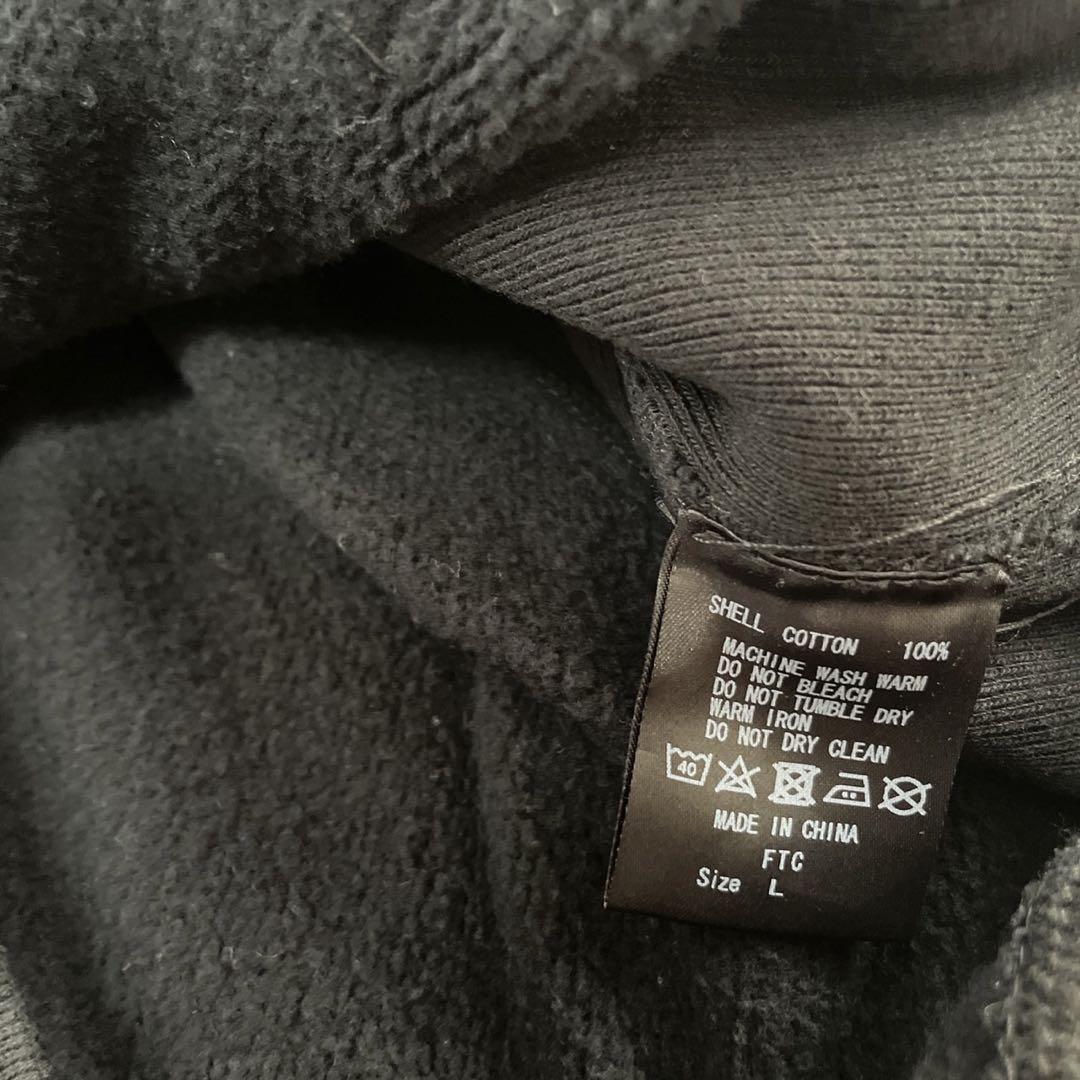 SHELL COTTON 100%
MACHINE WASH WARM
DO NOT BLEACH
DO NOT TUMBLE DRY
WARM IRON
DO NOT DRY CLEAN
40
MADE IN CHINA
FTC
Size L